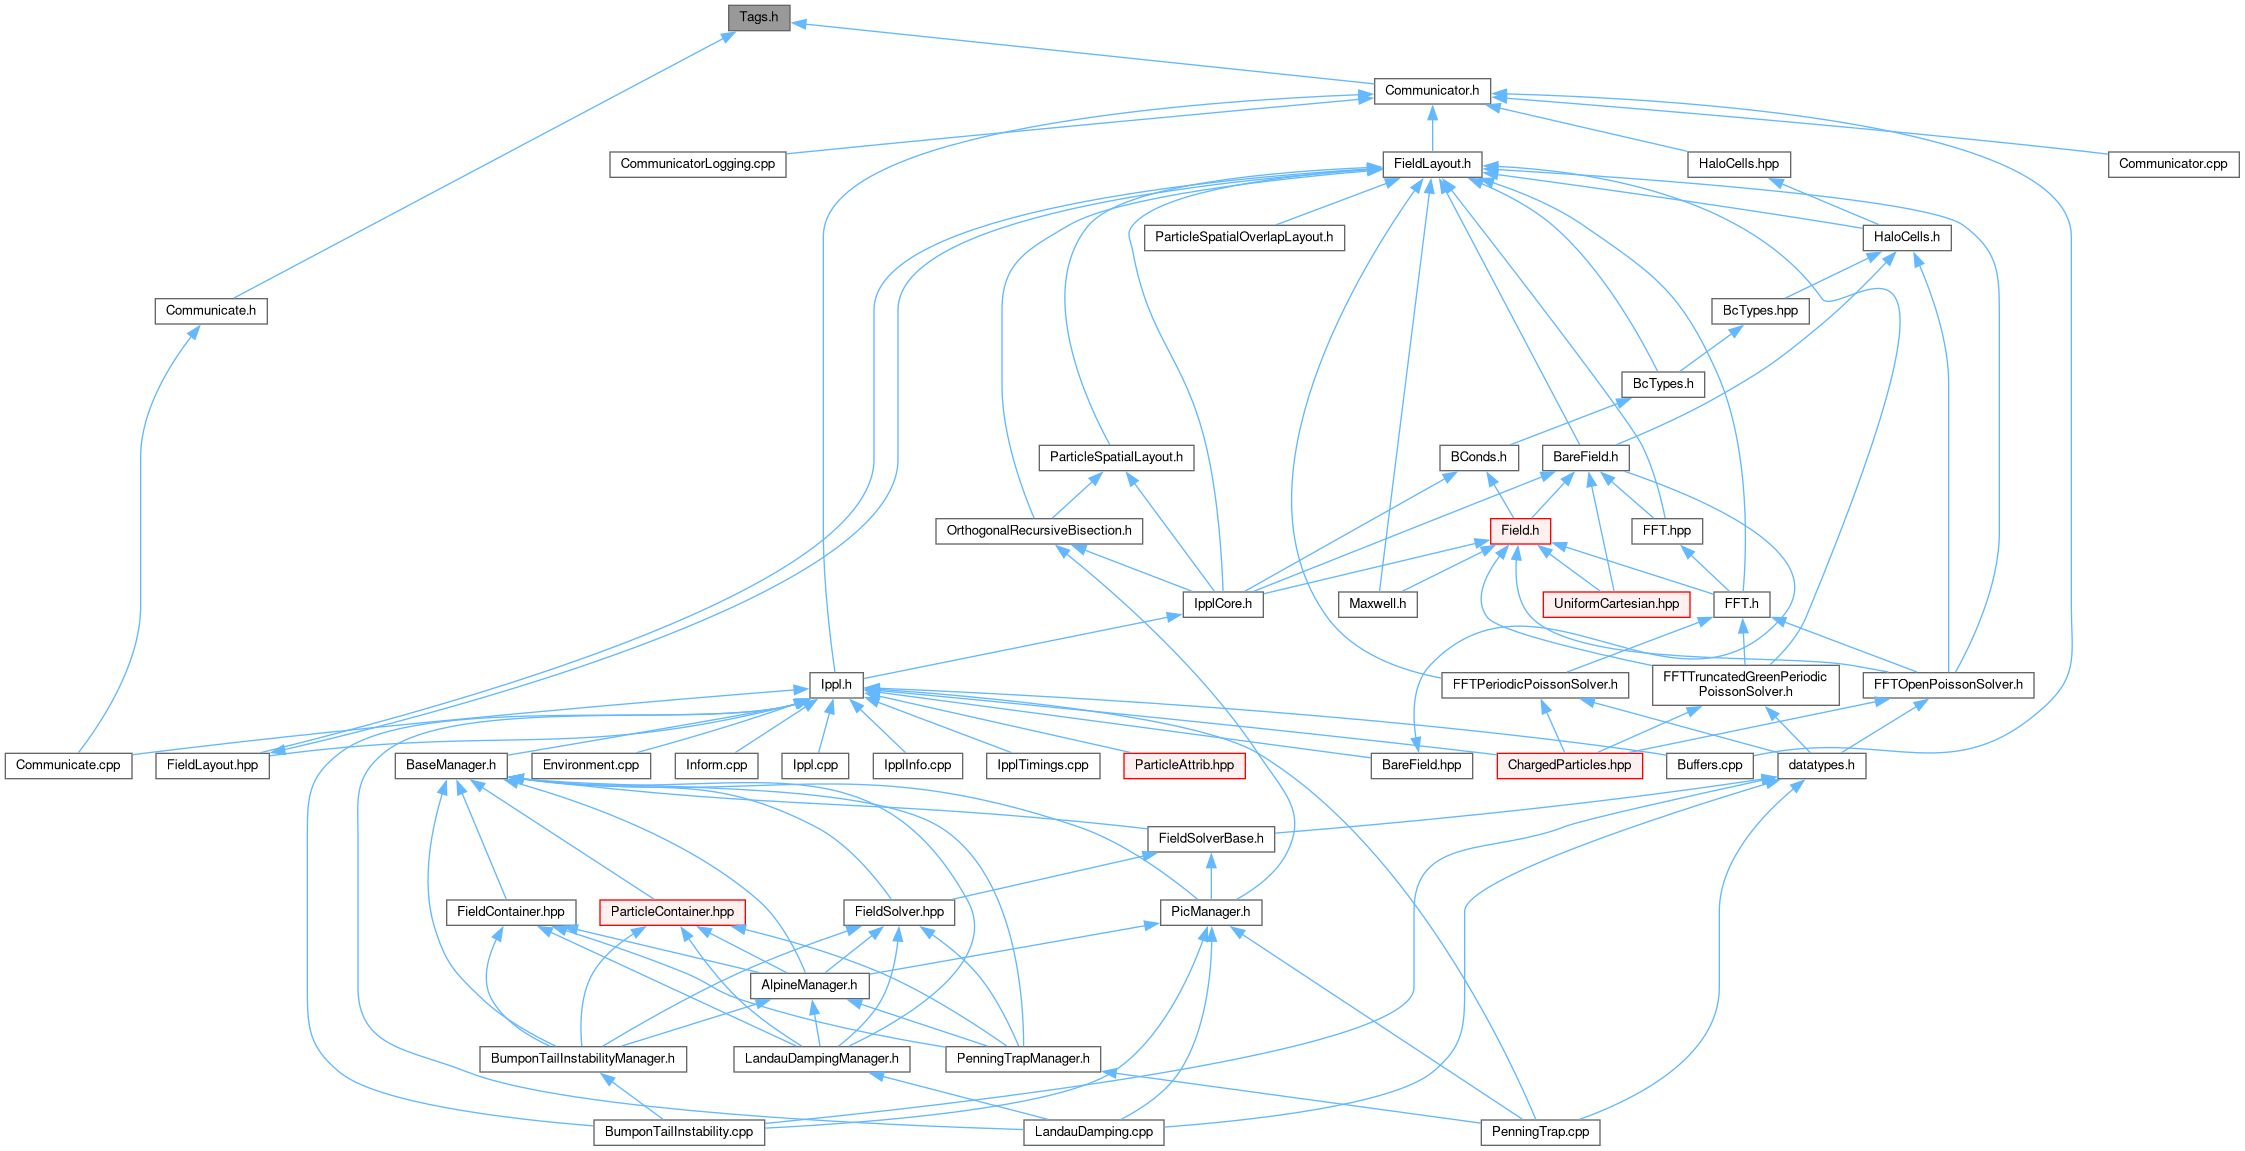 Tags.h
Communicator.h
CommunicatorLogging.cpp
FieldLayout.h
HaloCells.hpp
Communicator.cpp
ParticleSpatialOverlapLayout.h
HaloCells.h
Communicate.h
BcTypes.hpp
BcTypes.h
ParticleSpatialLayout.h
BConds.h
BareField.h
OrthogonalRecursiveBisection.h
Field.h
FFT.hpp
IpplCore.h
Maxwell.h
UniformCartesian.hpp
FFT.h
Ippl.h
FFTPeriodicPoissonSolver.h
FFTTruncatedGreenPeriodic
PoissonSolver.h
FFTOpenPoissonSolver.h
Communicate.cpp
FieldLayout.hpp
BaseManager.h
Environment.cpp
Inform.cpp
Ippl.cpp
IpplInfo.cpp
IpplTimings.cpp
ParticleAttrib.hpp
BareField.hpp
ChargedParticles.hpp
Buffers.cpp
datatypes.h
FieldSolverBase.h
FieldContainer.hpp
ParticleContainer.hpp
FieldSolver.hpp
PicManager.h
AlpineManager.h
BumponTailInstabilityManager.h
LandauDampingManager.h
PenningTrapManager.h
BumponTailInstability.cpp
LandauDamping.cpp
PenningTrap.cpp